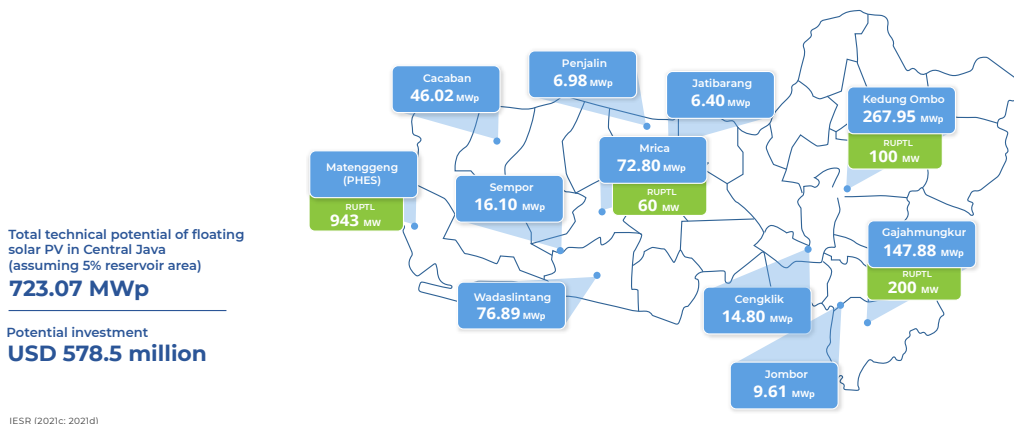 Total technical potential of floating
solar PV in Central Java
(assuming 5% reservoir area)
723.07 MWp
Potential investment
USD 578.5 million
IESR (2021c; 2021d)
Cacaban
46.02 MWp
Penjalin
6.98 MWp
Jatibarang
6.40 MWp
Kedung Ombo
267.95 MWp
RUPTL
100 MW
Matenggeng
(PHES)
RUPTL
943 MW
Sempor
16.10 MWp
Mrica
72.80 MWp
RUPTL
60 MW
Gajahmungkur
147.88 MWp
RUPTL
200 MW
Wadaslintang
76.89 MWp
Cengklik
14.80 MWp
Jombor
9.61 MWp